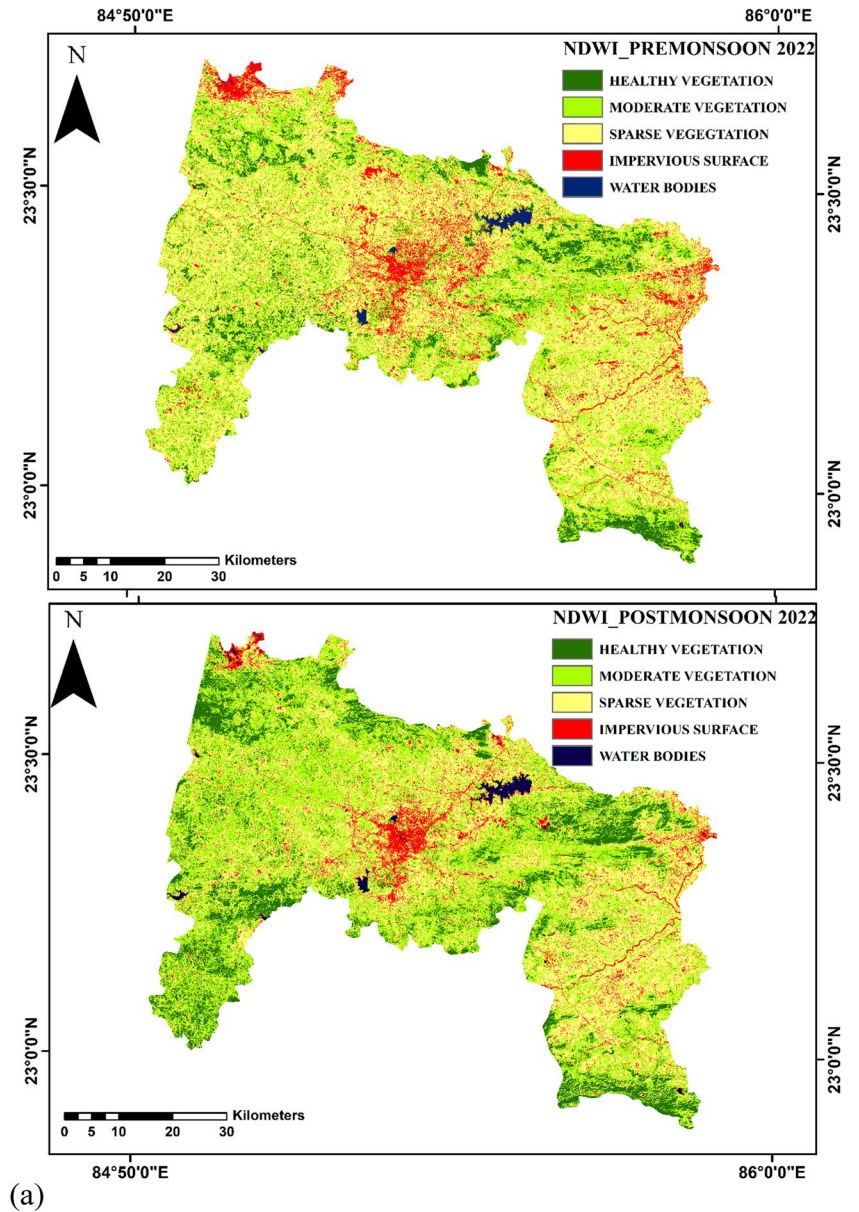 84°50'0"E 86°0'0"E
N
NDWI_PREMONSOON 2022
HEALTHY VEGETATION
MODERATE VEGETATION
SPARSE VEGEGTATION
IMPERVIOUS SURFACE
WATER BODIES
23°30'0"N 23°30'0"N
23°0'0"N 23°0'0"N
Kilometers
0 5 10 20 30
N
NDWI_POSTMONSOON 2022
HEALTHY VEGETATION
MODERATE VEGETATION
SPARSE VEGETATION
IMPERVIOUS SURFACE
WATER BODIES
23°30'0"N 23°30'0"N
23°0'0"N 23°0'0"N
Kilometers
0 5 10 20 30
84°50'0"E 86°0'0"E
(a)